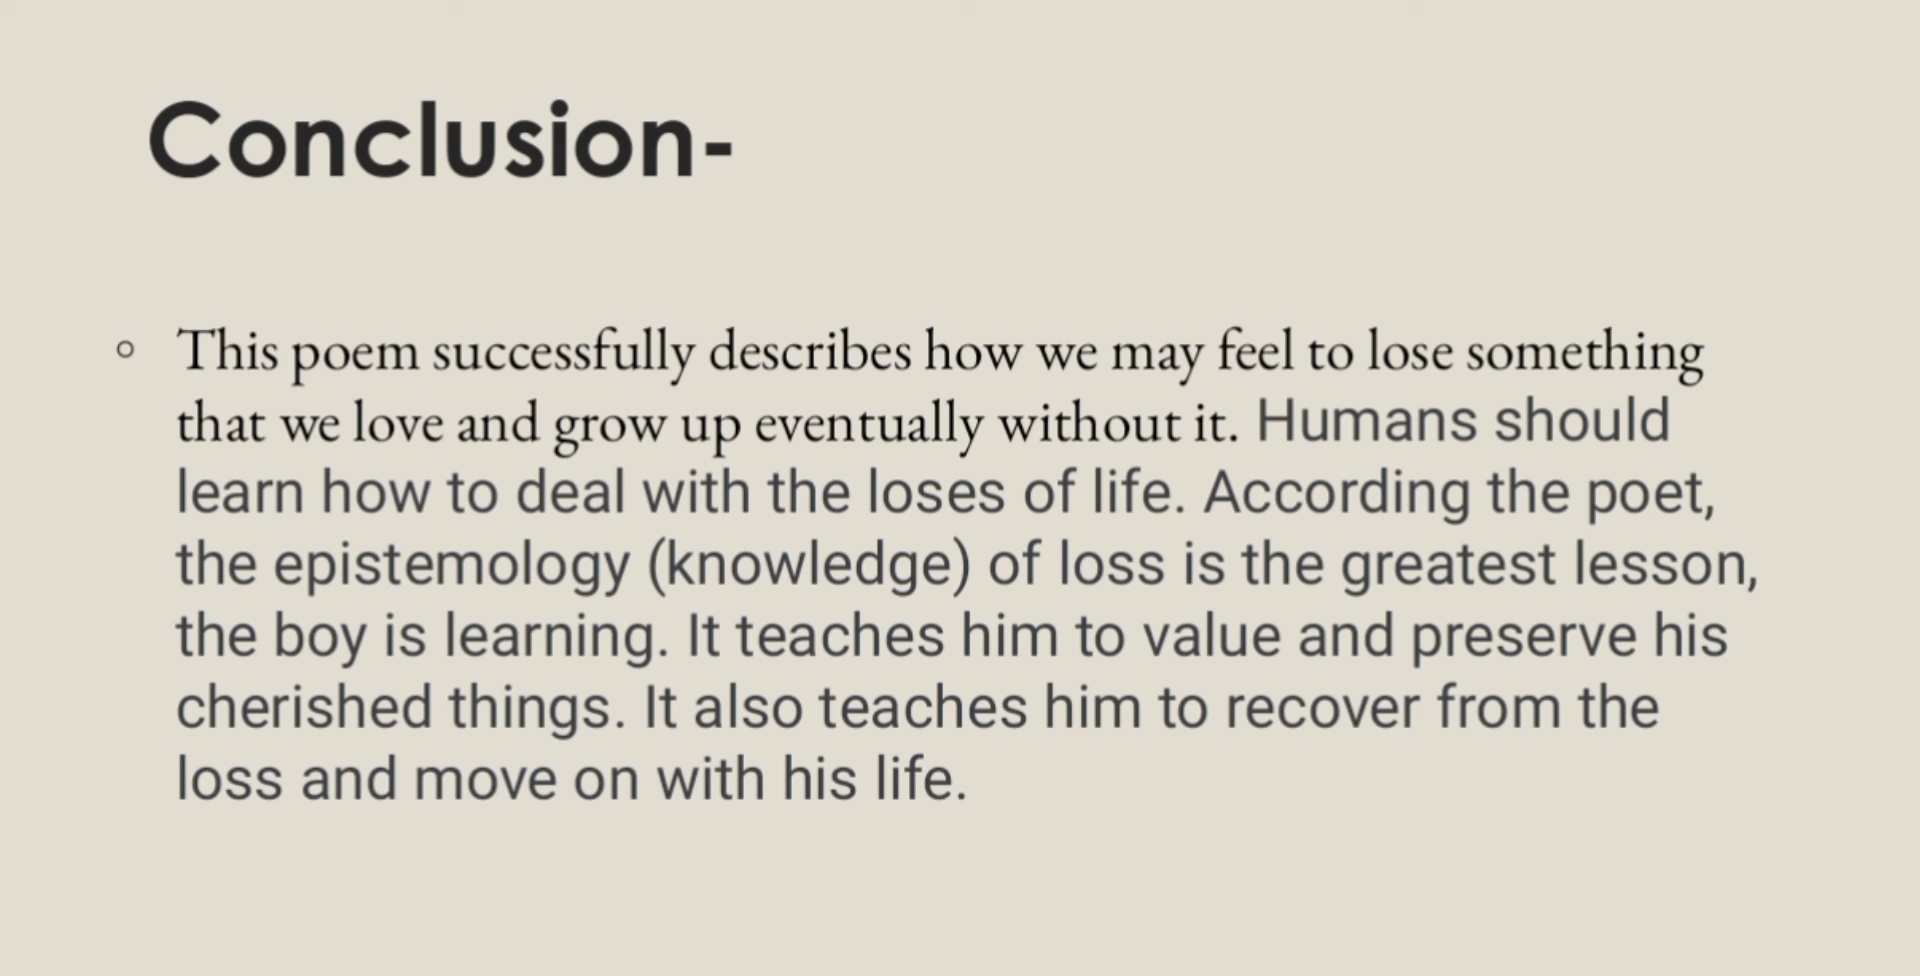 Conclusion-
◦ This poem successfully describes how we may feel to lose something
that we love and grow up eventually without it. Humans should
learn how to deal with the loses of life. According the poet,
the epistemology (knowledge) of loss is the greatest lesson,
the boy is learning. It teaches him to value and preserve his
cherished things. It also teaches him to recover from the
loss and move on with his life.